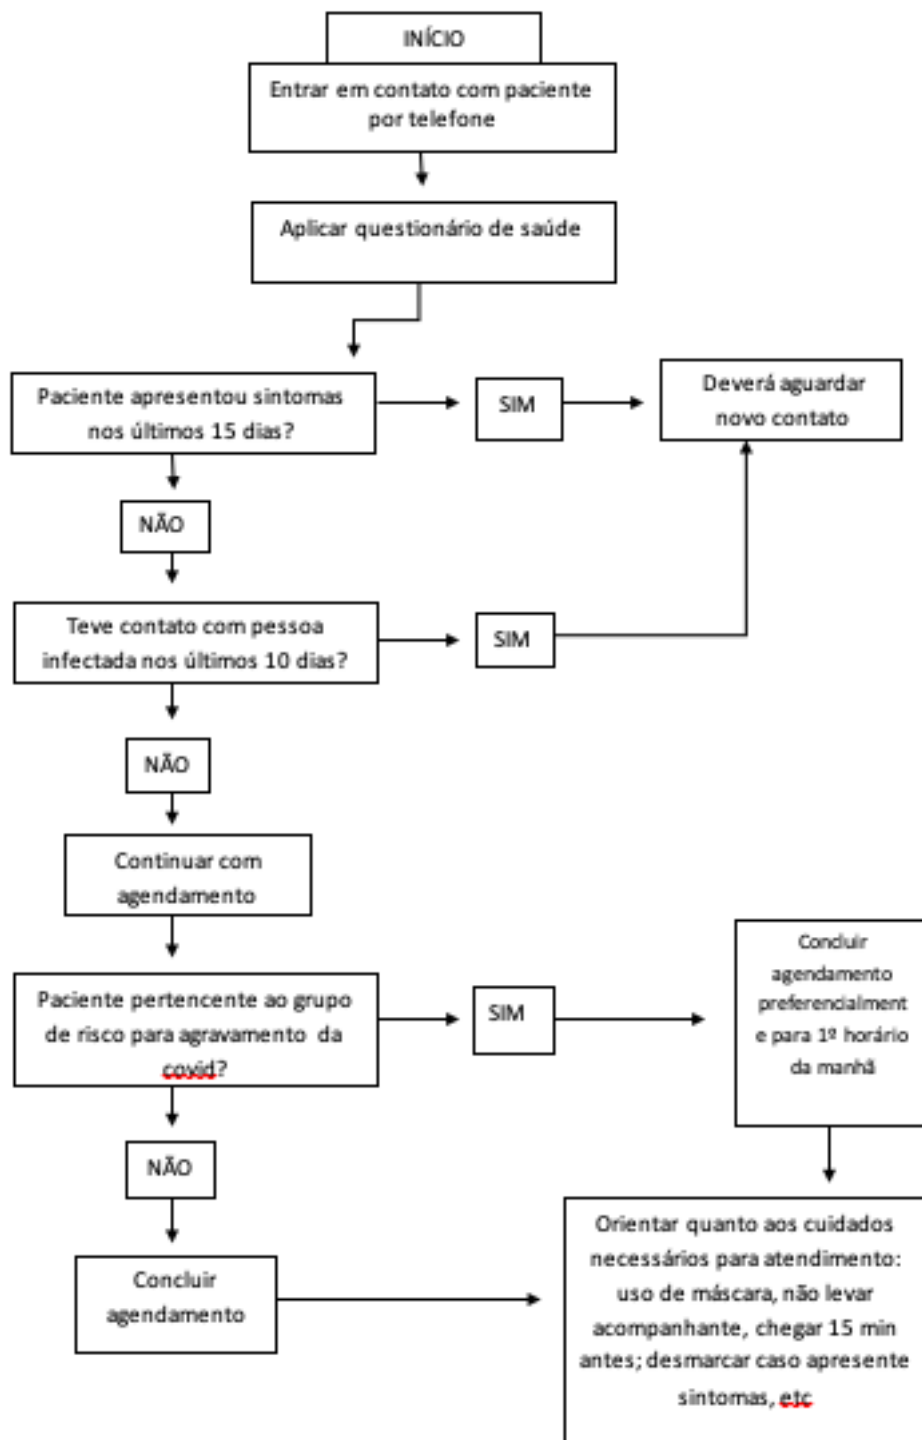 INÍCIO
Entrar em contato com paciente
por telefone
Aplicar questionário de saúde
Paciente apresentou sintomas
nos últimos 15 dias?
SIM
Deverá aguardar
novo contato
NÃO
Teve contato com pessoa
infectada nos últimos 10 dias?
SIM
NÃO
Continuar com
agendamento
Paciente pertencente ao grupo
de risco para agravamento da
covid?
SIM
Concluir
agendamento
preferencialment
e para 1º horário
da manhã
NÃO
Concluir
agendamento
Orientar quanto aos cuidados
necessários para atendimento:
uso de máscara, não levar
acompanhante, chegar 15 min
antes; desmarcar caso apresente
sintomas, etc